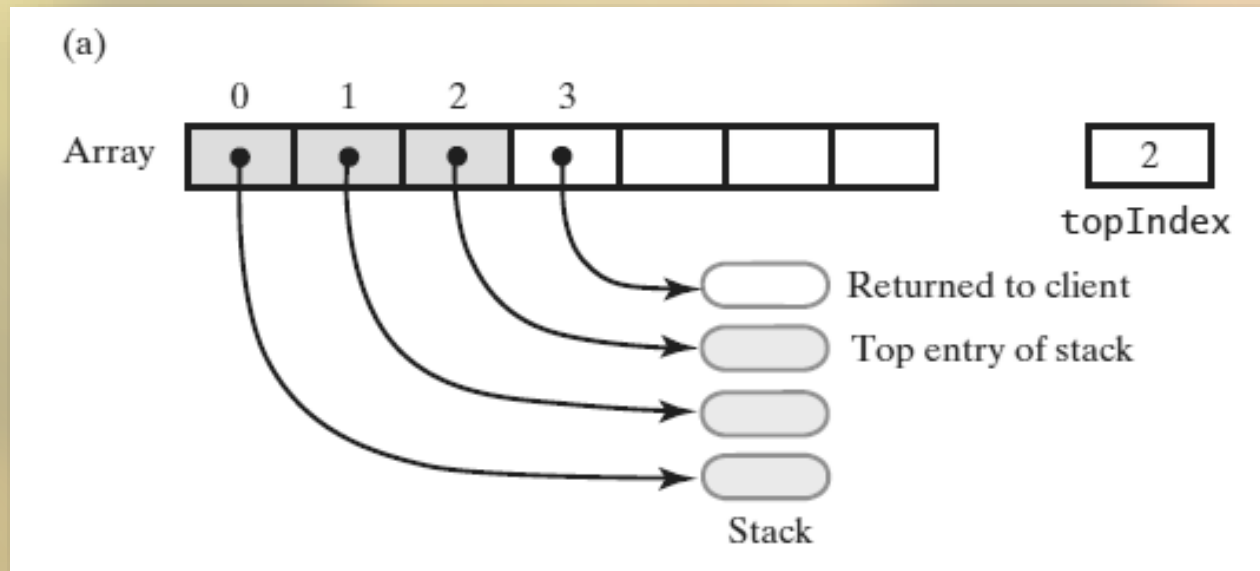 (a)
0 1 2 3
Array
2
topIndex
Returned to client
Top entry of stack
Stack